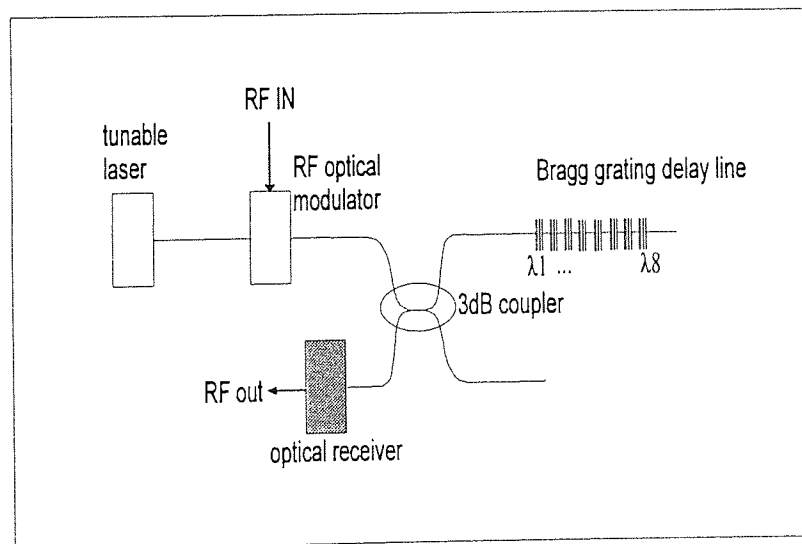 RF IN
tunable
laser
RF optical
modulator
Bragg grating delay line
λ1 ... λ8
3dB coupler
RF out
optical receiver